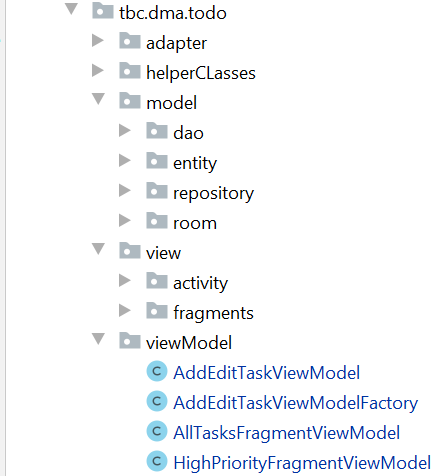 tbc.dma.todo
adapter
helperCLasses
model
dao
entity
repository
room
view
activity
fragments
viewModel
C AddEditTaskViewModel
C AddEditTaskViewModelFactory
C AllTasksFragmentViewModel
C HighPriorityFragmentViewModel